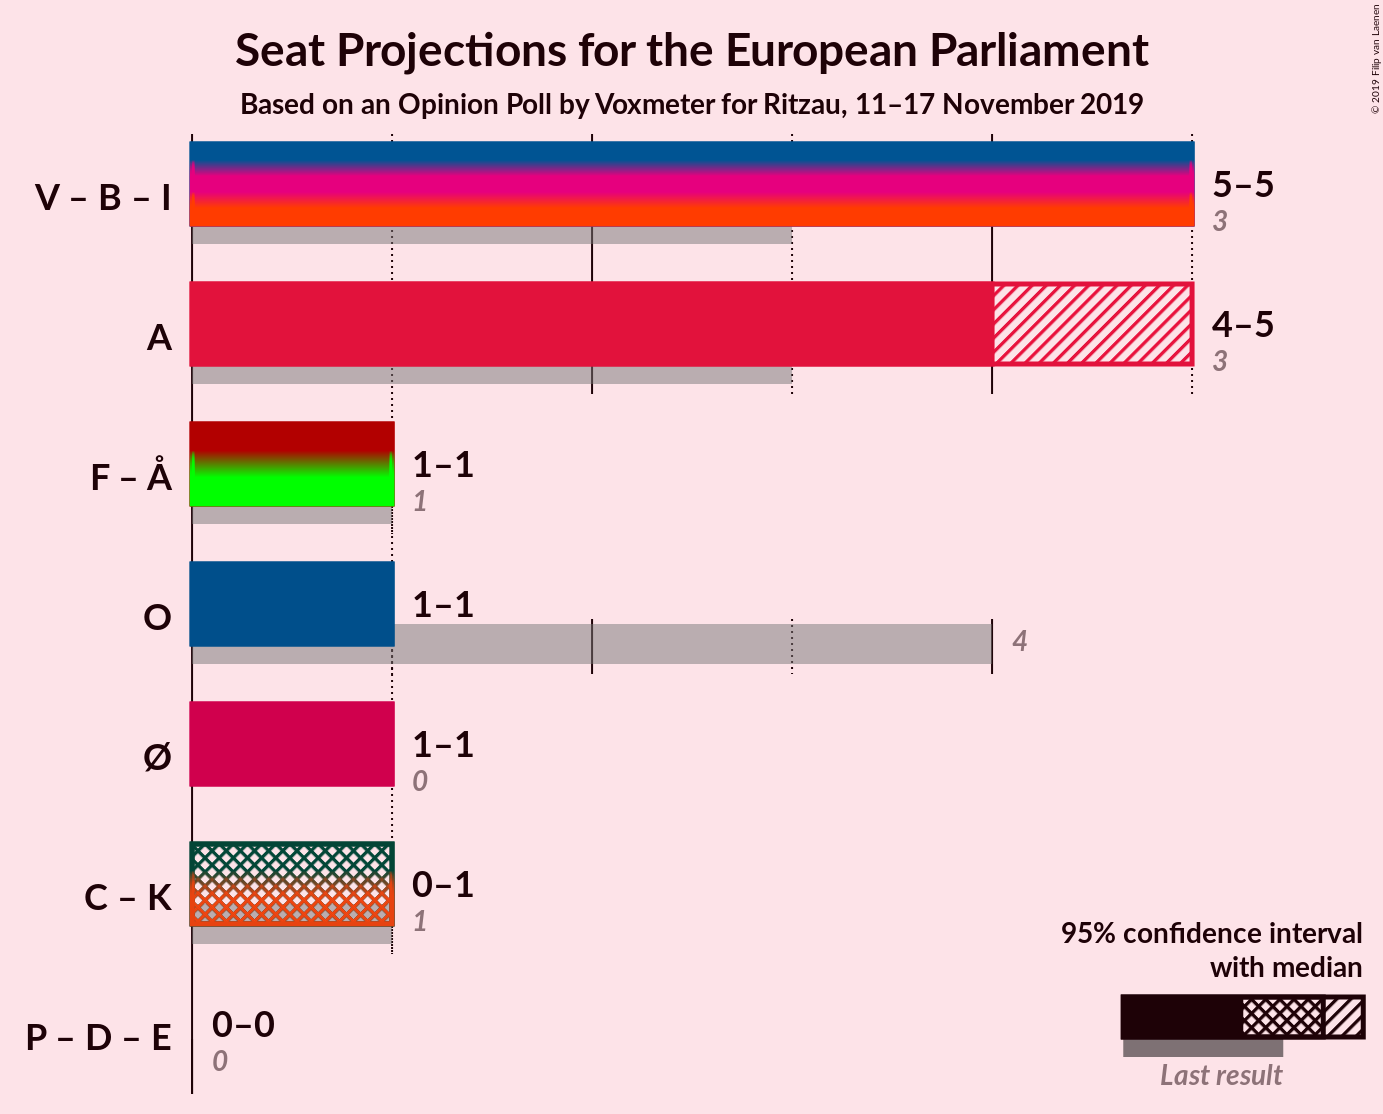 Seat Projections for the European Parliament
Based on an Opinion Poll by Voxmeter for Ritzau, 11–17 November 2019
© 2019 Filip van Laenen
V – B – I
5–5
3
A
4–5
3
F – Å
1–1
1
O
1–1
4
Ø
1–1
0
C – K
0–1
1
P – D – E
0–0
0
95% confidence interval
with median
Last result